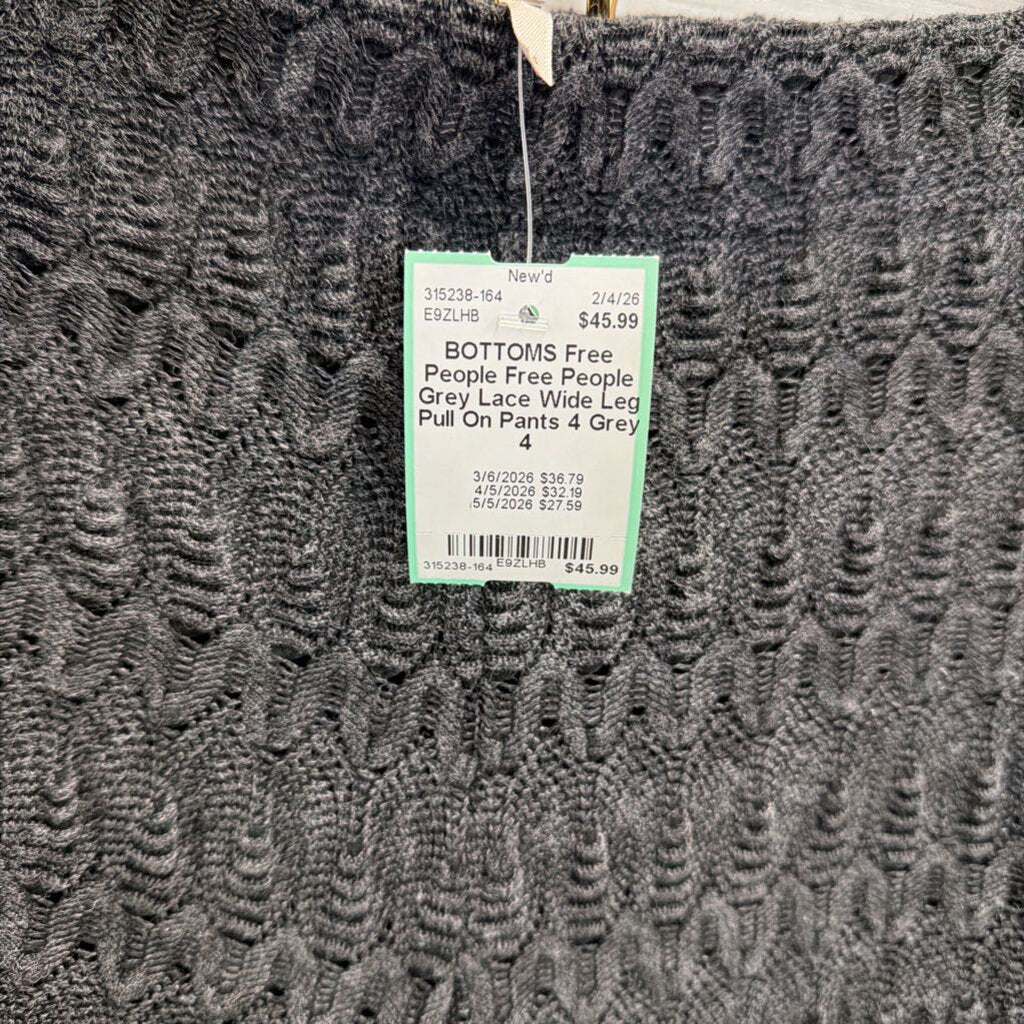 New'd
315238-164 2/4/26
E9ZLHB $45.99
BOTTOMS Free
People Free People
Grey Lace Wide Leg
Pull On Pants 4 Grey
4
3/6/2026 $36.79
4/5/2026 $32.19
5/5/2026 $27.59
315238-164 E9ZLHB $45.99